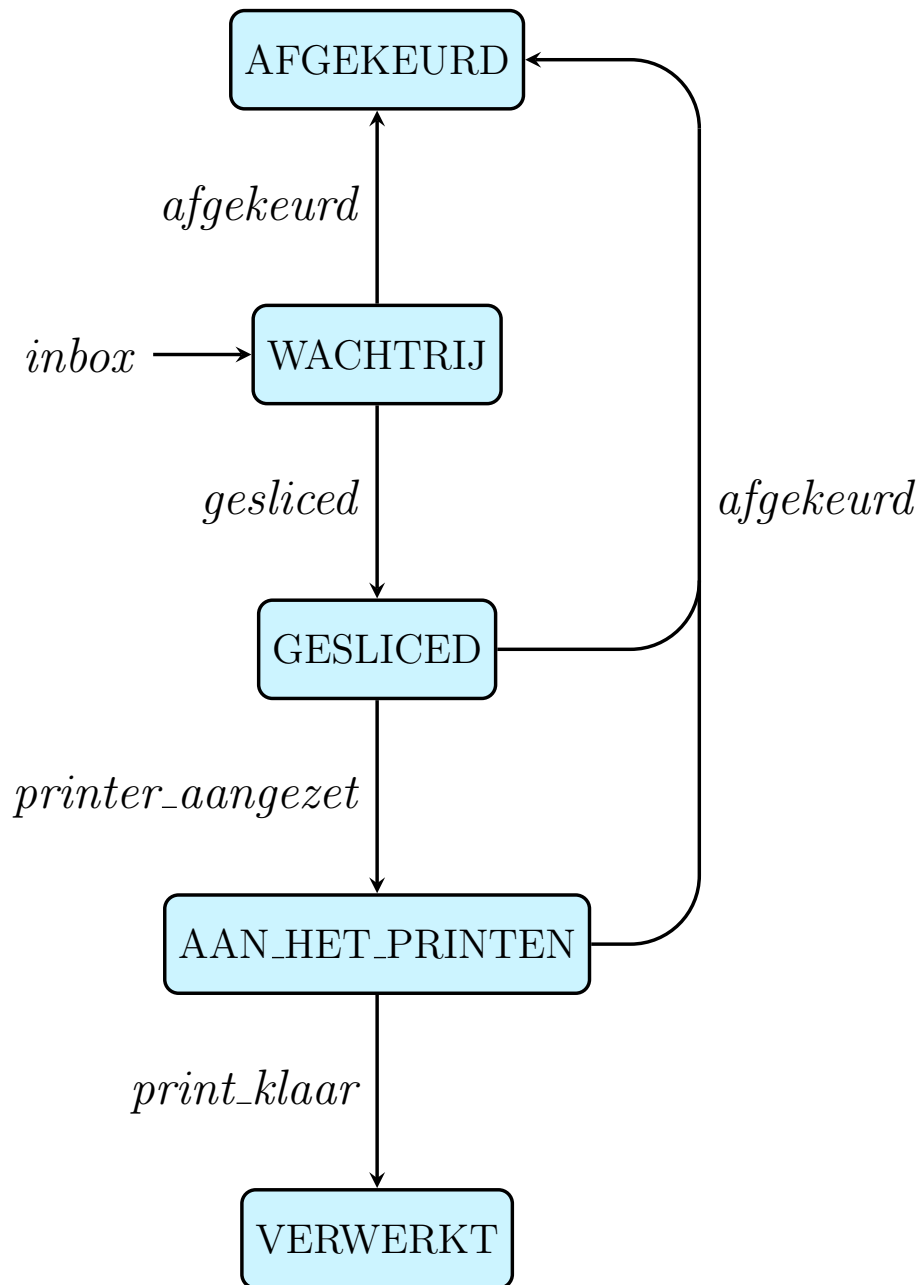 AFGEKEURD
afgekeurd
inbox
WACHTRIJ
gesliced
afgekeurd
GESLICED
printer_aangezet
AAN_HET_PRINTEN
print_klaar
VERWERKT